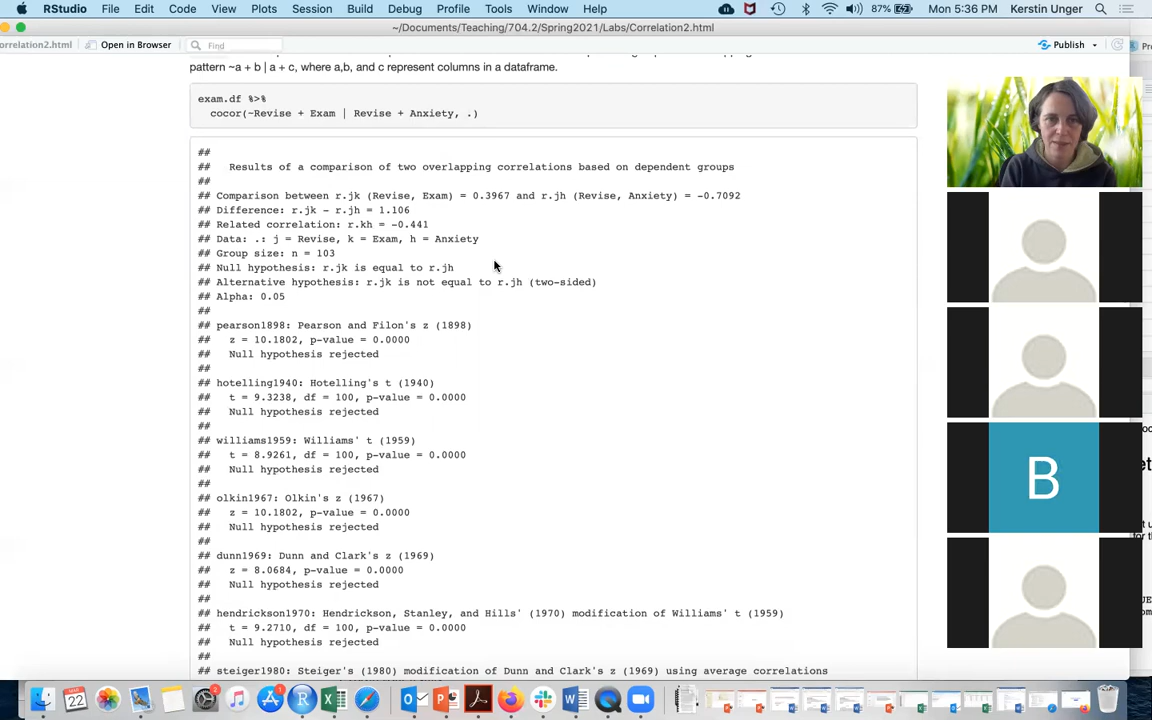 RStudio File Edit Code View Plots Session Build Debug Profile Tools Window Help 87% Mon 5:36 PM Kerstin Unger
~/Documents/Teaching/704.2/Spring2021/Labs/Correlation2.html
orrelation2.html Open in Browser Find Publish
pattern ~a + b | a + c, where a,b, and c represent columns in a dataframe.
exam.df %>%
cocor(~Revise + Exam | Revise + Anxiety, .)
##
## Results of a comparison of two overlapping correlations based on dependent groups
##
## Comparison between r.jk (Revise, Exam) = 0.3967 and r.jh (Revise, Anxiety) = -0.7092
## Difference: r.jk - r.jh = 1.106
## Related correlation: r.kh = -0.441
## Data: .: j = Revise, k = Exam, h = Anxiety
## Group size: n = 103
## Null hypothesis: r.jk is equal to r.jh
## Alternative hypothesis: r.jk is not equal to r.jh (two-sided)
## Alpha: 0.05
##
## pearson1898: Pearson and Filon's z (1898)
## z = 10.1802, p-value = 0.0000
## Null hypothesis rejected
##
## hotelling1940: Hotelling's t (1940)
## t = 9.3238, df = 100, p-value = 0.0000
## Null hypothesis rejected
##
## williams1959: Williams' t (1959)
## t = 8.9261, df = 100, p-value = 0.0000
## Null hypothesis rejected
##
## olkin1967: Olkin's z (1967)
## z = 10.1802, p-value = 0.0000
## Null hypothesis rejected
##
## dunn1969: Dunn and Clark's z (1969)
## z = 8.0684, p-value = 0.0000
## Null hypothesis rejected
##
## hendrickson1970: Hendrickson, Stanley, and Hills' (1970) modification of Williams' t (1959)
## t = 9.2710, df = 100, p-value = 0.0000
## Null hypothesis rejected
##
## steiger1980: Steiger's (1980) modification of Dunn and Clark's z (1969) using average correlations
B
22